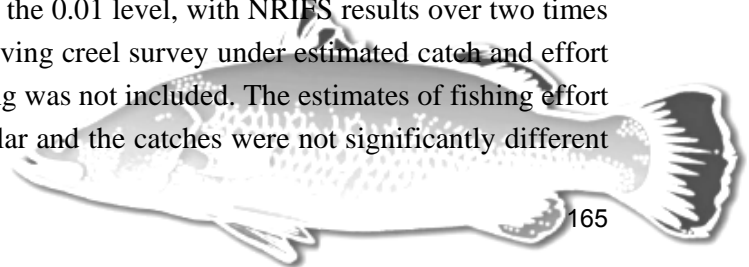 the 0.01 level, with NRIFS results over two times
ving creel survey under estimated catch and effort
g was not included. The estimates of fishing effort
lar and the catches were not significantly different
165